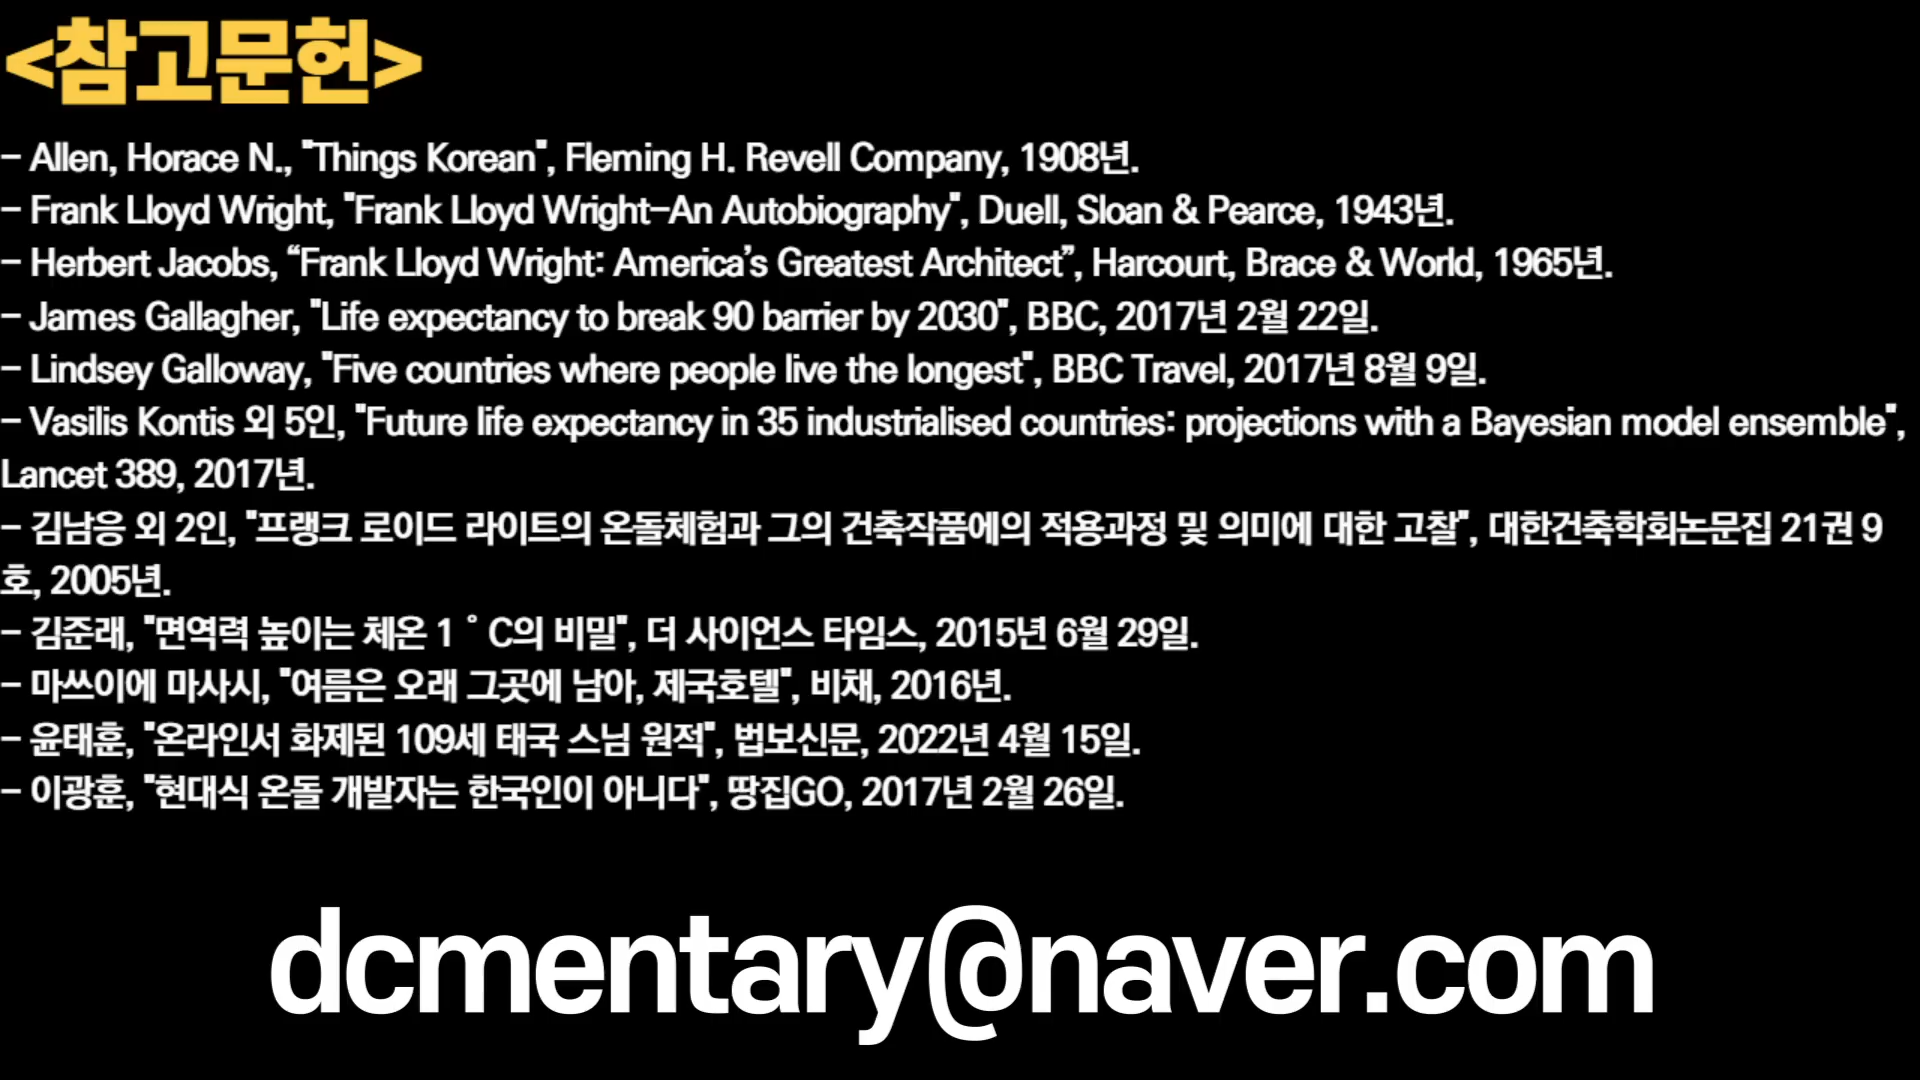 <참고문헌>
- Allen, Horace N., "Things Korean", Fleming H. Revell Company, 1908년.
- Frank Lloyd Wright, "Frank Lloyd Wright-An Autobiography", Duell, Sloan & Pearce, 1943년.
- Herbert Jacobs, “Frank Lloyd Wright: America’s Greatest Architect”, Harcourt, Brace & World, 1965년.
- James Gallagher, "Life expectancy to break 90 barrier by 2030", BBC, 2017년 2월 22일.
- Lindsey Galloway, "Five countries where people live the longest", BBC Travel, 2017년 8월 9일.
- Vasilis Kontis 외 5인, "Future life expectancy in 35 industrialised countries: projections with a Bayesian model ensemble",
Lancet 389, 2017년.
- 김남응 외 2인, "프랭크 로이드 라이트의 온돌체험과 그의 건축작품에의 적용과정 및 의미에 대한 고찰", 대한건축학회논문집 21권 9
호, 2005년.
- 김준래, "면역력 높이는 체온 1˚C의 비밀", 더 사이언스 타임스, 2015년 6월 29일.
- 마쓰이에 마사시, "여름은 오래 그곳에 남아, 제국호텔", 비채, 2016년.
- 윤태훈, "온라인서 화제된 109세 태국 스님 원적", 법보신문, 2022년 4월 15일.
- 이광훈, "현대식 온돌 개발자는 한국인이 아니다", 땅집GO, 2017년 2월 26일.
dcmentary@naver.com